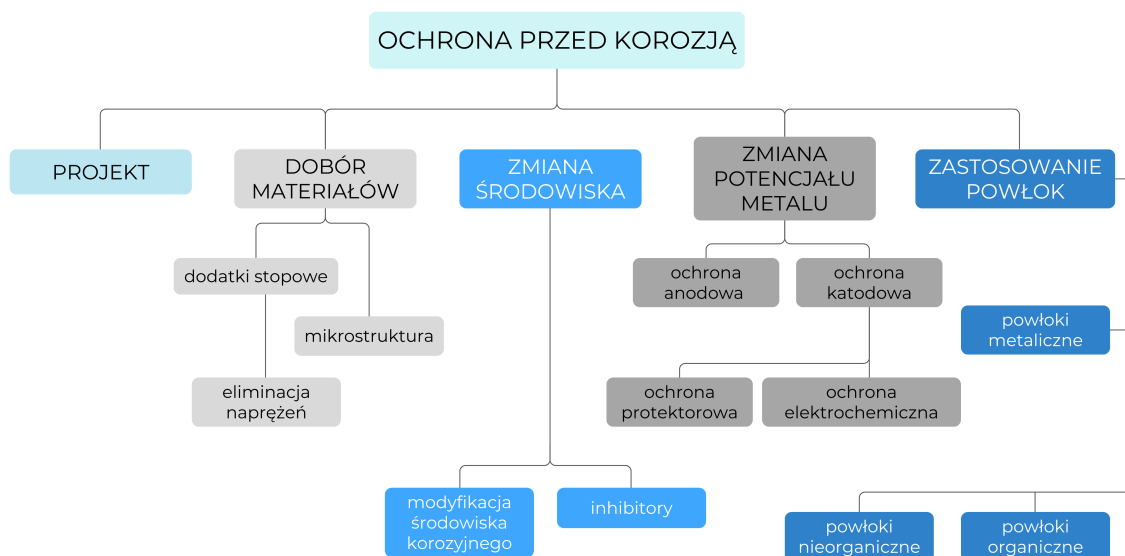 OCHRONA PRZED KOROZJĄ
PROJEKT
DOBÓR
MATERIAŁÓW
ZMIANA
ŚRODOWISKA
ZMIANA
POTENCJAŁU
METALU
ZASTOSOWANIE
POWŁOK
dodatki stopowe
mikrostruktura
eliminacja
naprężeń
ochrona
anodowa
ochrona
katodowa
ochrona
protektorowa
ochrona
elektrochemiczna
powłoki
metaliczne
modyfikacja
środowiska
korozyjnego
inhibitory
powłoki
nieorganiczne
powłoki
organiczne